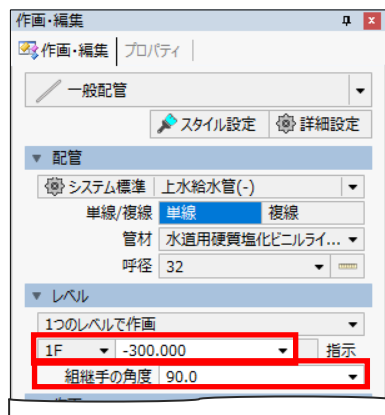 作画・編集
作画・編集 プロパティ
一般配管
スタイル設定 詳細設定
配管
システム標準 上水給水管(-)
単線/複線 単線 複線
管材 水道用硬質塩化ビニルライ...
呼径 32
レベル
1つのレベルで作画
1F -300.000 指示
組継手の角度 90.0